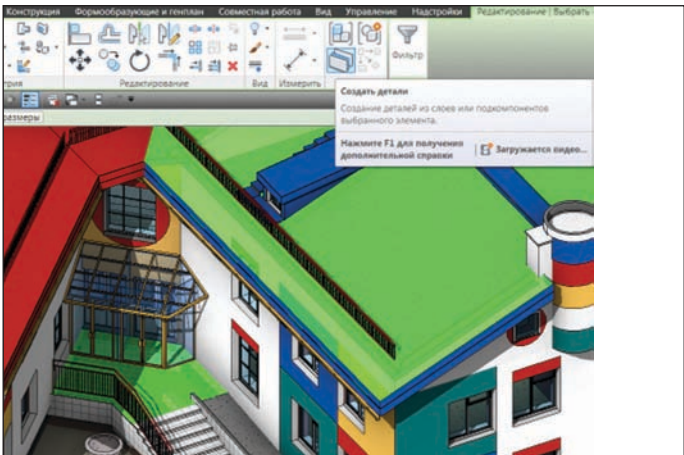 Конструкция Формообразующие и генплан Совместная работа Вид Управление Надстройки Редактирование | Выбрать
Фильтр
трия Редактирование Вид Измерить
размеры
Создать детали
Создание деталей из слоев или подкомпонентов
выбранного элемента.
Нажмите F1 для получения
дополнительной справки
Загружается видео...